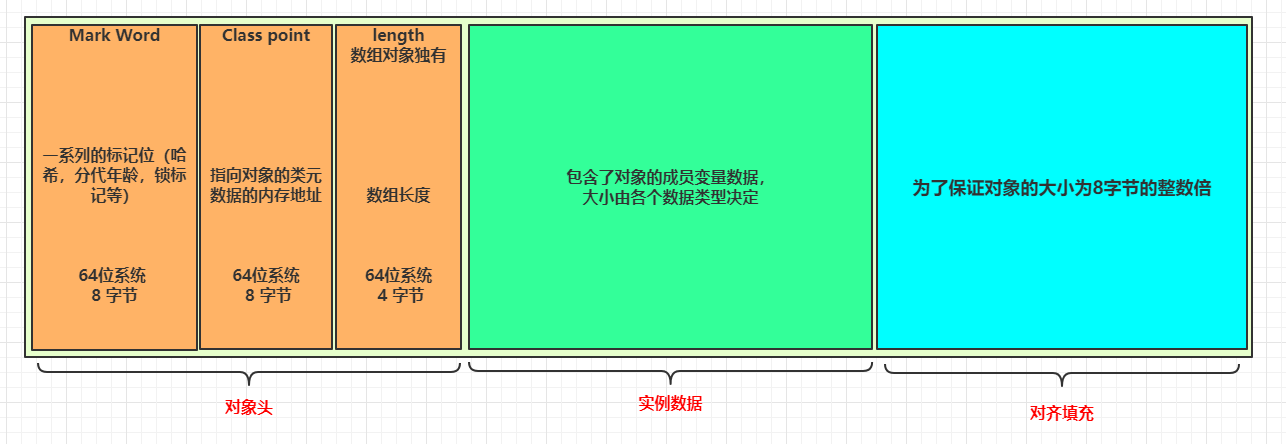 Mark Word
一系列的标记位（哈
希，分代年龄，锁标
记等）
64位系统
8 字节
Class point
指向对象的类元
数据的内存地址
64位系统
8 字节
length
数组对象独有
数组长度
64位系统
4 字节
包含了对象的成员变量数据，
大小由各个数据类型决定
为了保证对象的大小为8字节的整数倍
对象头
实例数据
对齐填充